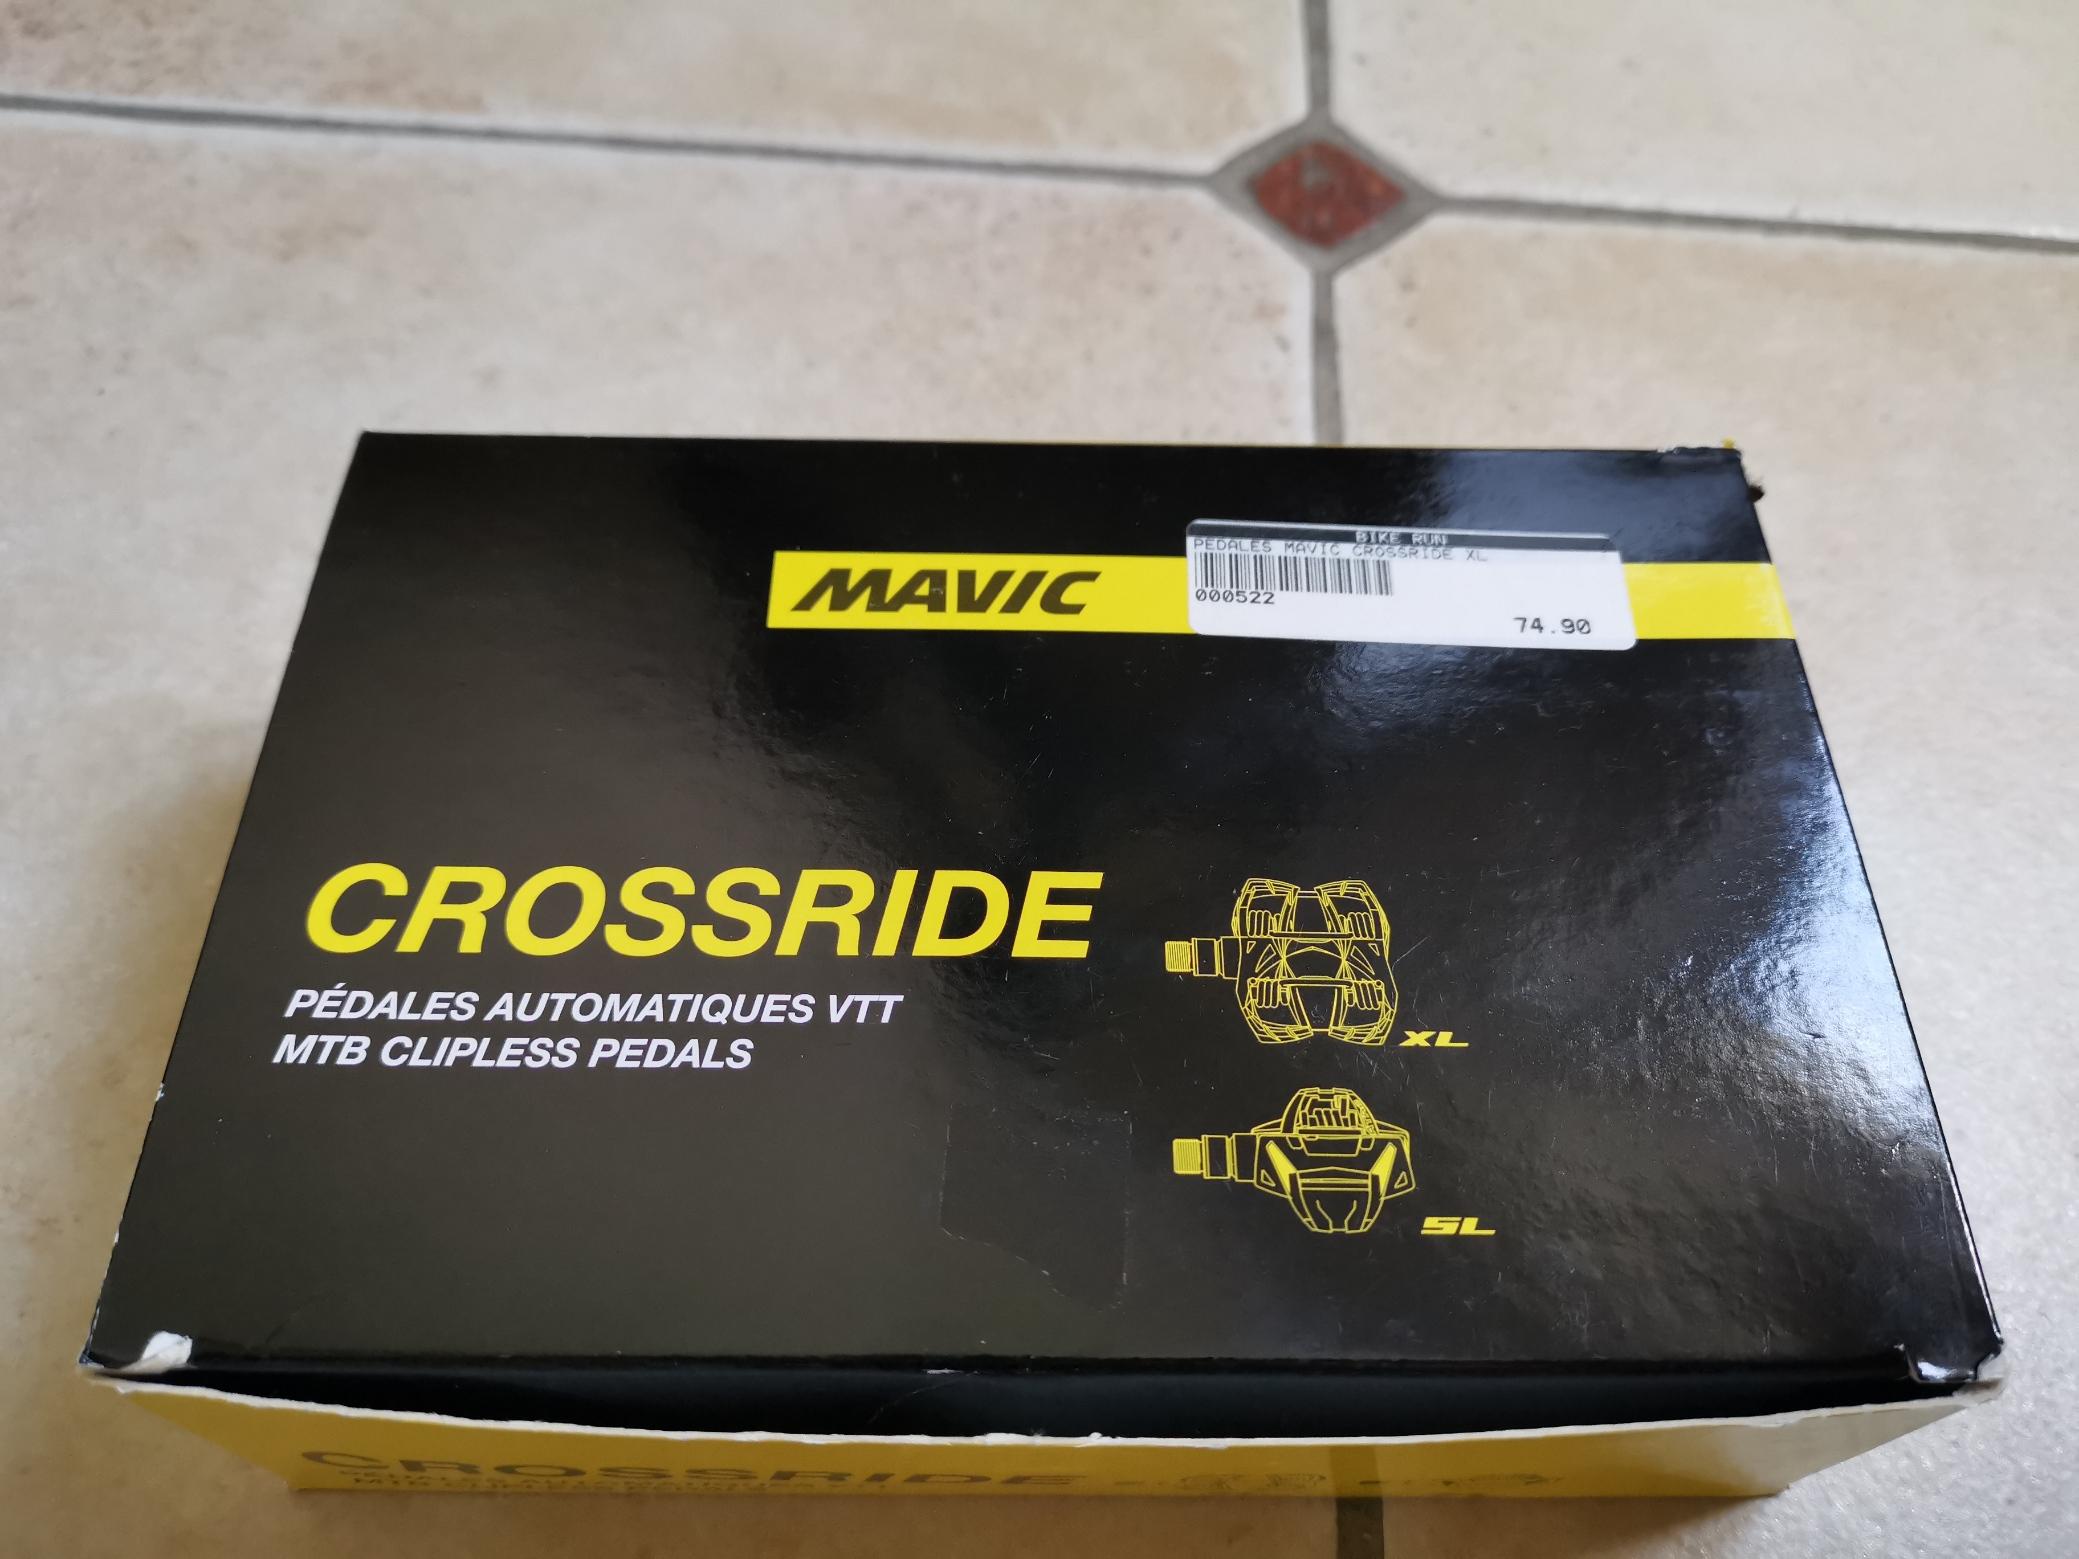 BIKE RUN
PEDALES MAVIC CROSSRIDE XL
000522
74.90
MAVIC
CROSSRIDE
PÉDALES AUTOMATIQUES VTT
MTB CLIPLESS PEDALS
XL
SL
CROSSRIDE